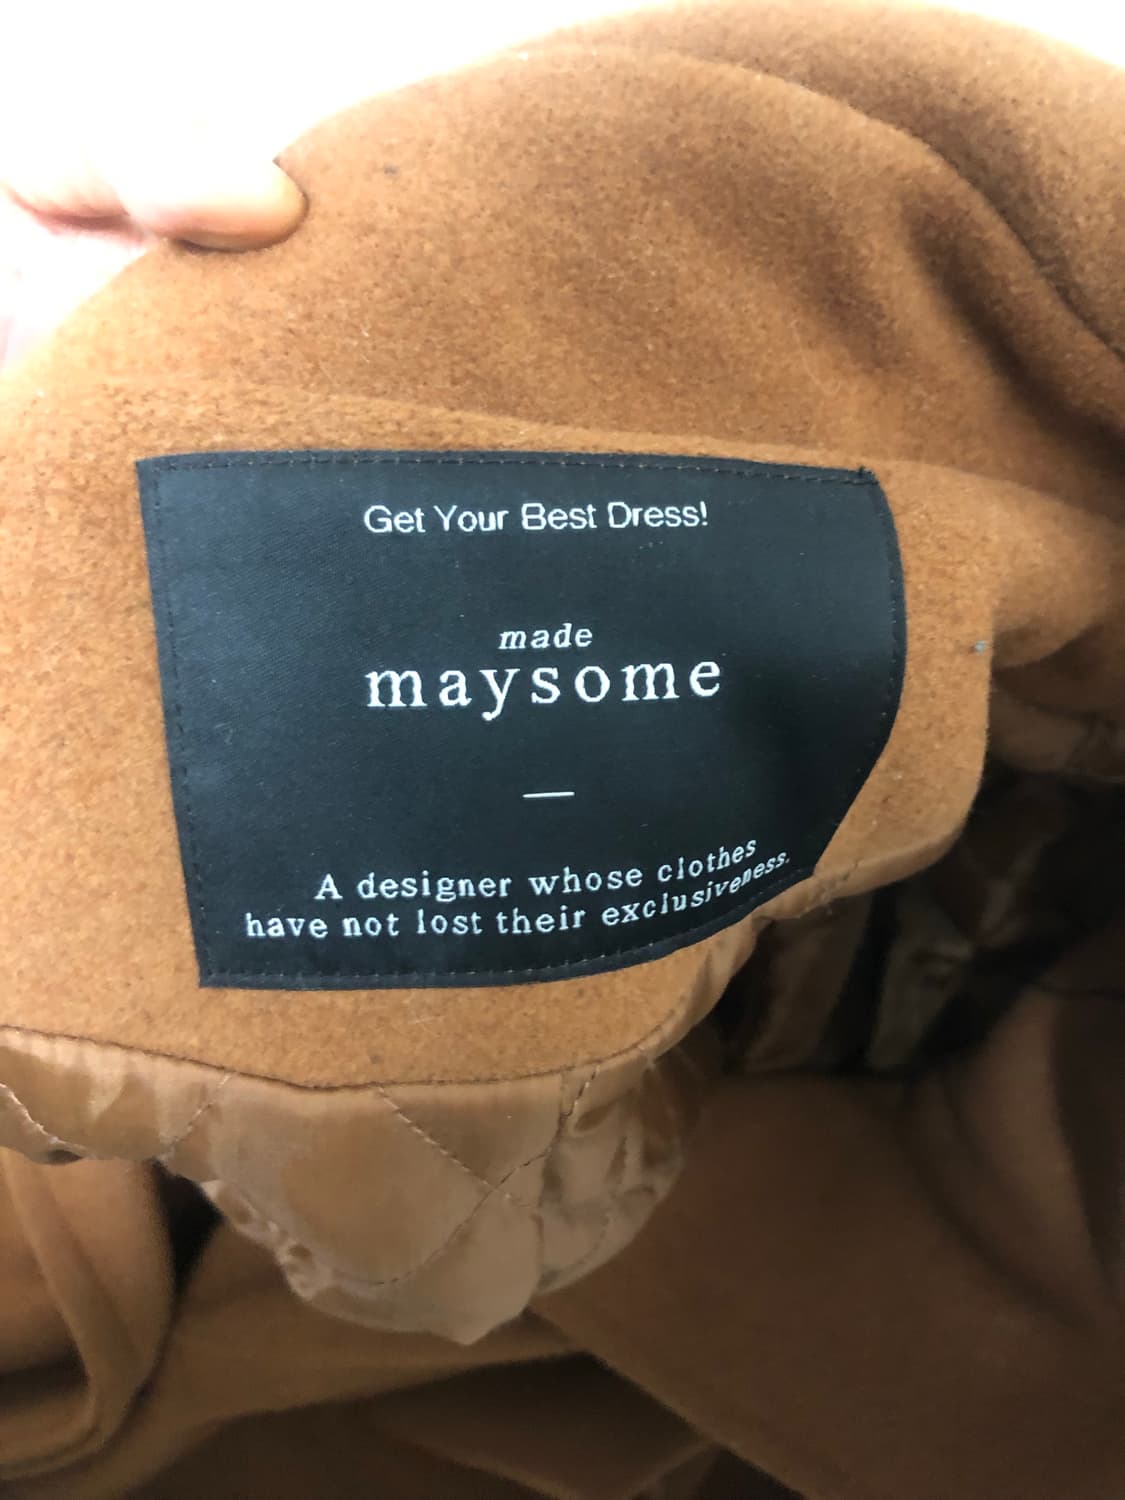 Get Your Best Dress!
made
maysome
—
A designer whose clothes
have not lost their exclusiveness.